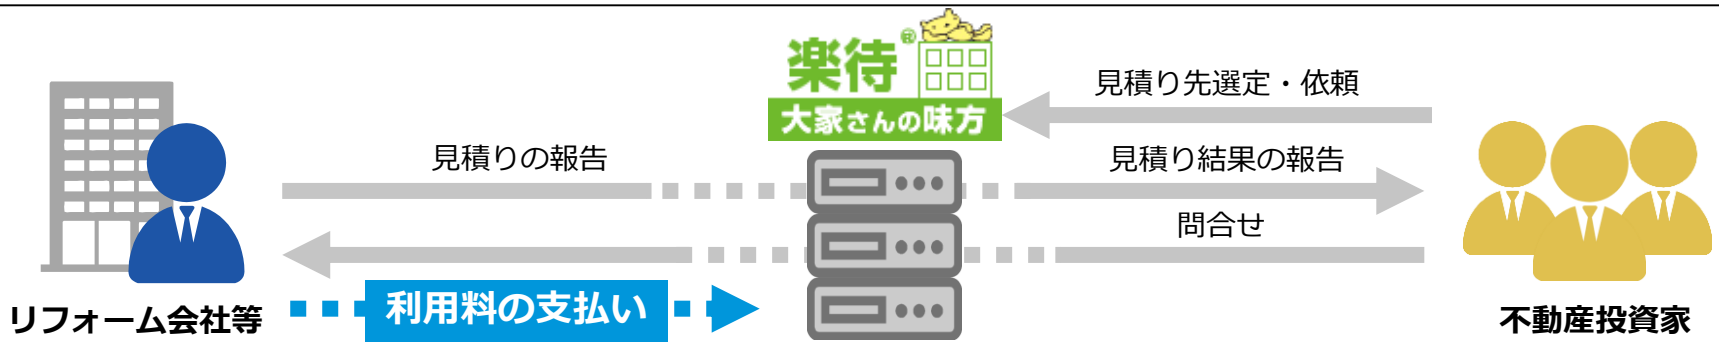 楽待®
大家さんの味方
見積り先選定・依頼
見積りの報告
見積り結果の報告
問合せ
利用料の支払い
リフォーム会社等
不動産投資家